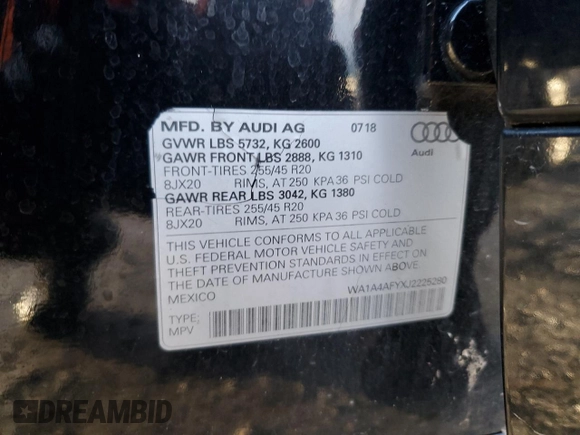 MFD. BY AUDI AG 07 18
GVWR LBS 5732, KG 2600
GAWR FRONT LBS 2888, KG 1310
FRONT-TIRES 255/45 R20
8JX20 RIMS, AT 250 KPA 36 PSI COLD
GAWR REAR LBS 3042, KG 1380
REAR-TIRES 255/45 R20
8JX20 RIMS, AT 250 KPA 36 PSI COLD
Audi
THIS VEHICLE CONFORMS TO ALL APPLICABLE
U.S. FEDERAL MOTOR VEHICLE SAFETY AND
THEFT PREVENTION STANDARDS IN EFFECT ON
THE DATE OF MANUFACTURE SHOWN ABOVE.
MEXICO WA1A4AFYXJ2225280
TYPE:
MPV
DREAMBID